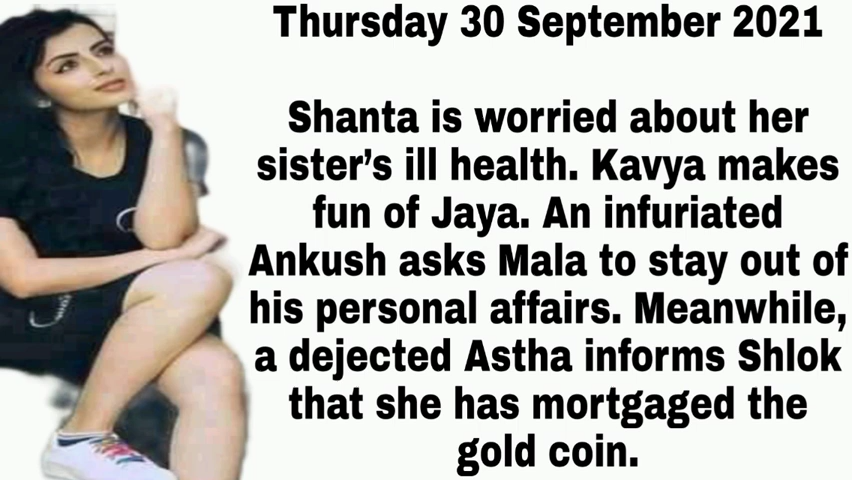 Thursday 30 September 2021
Shanta is worried about her
sister’s ill health. Kavya makes
fun of Jaya. An infuriated
Ankush asks Mala to stay out of
his personal affairs. Meanwhile,
a dejected Astha informs Shlok
that she has mortgaged the
gold coin.